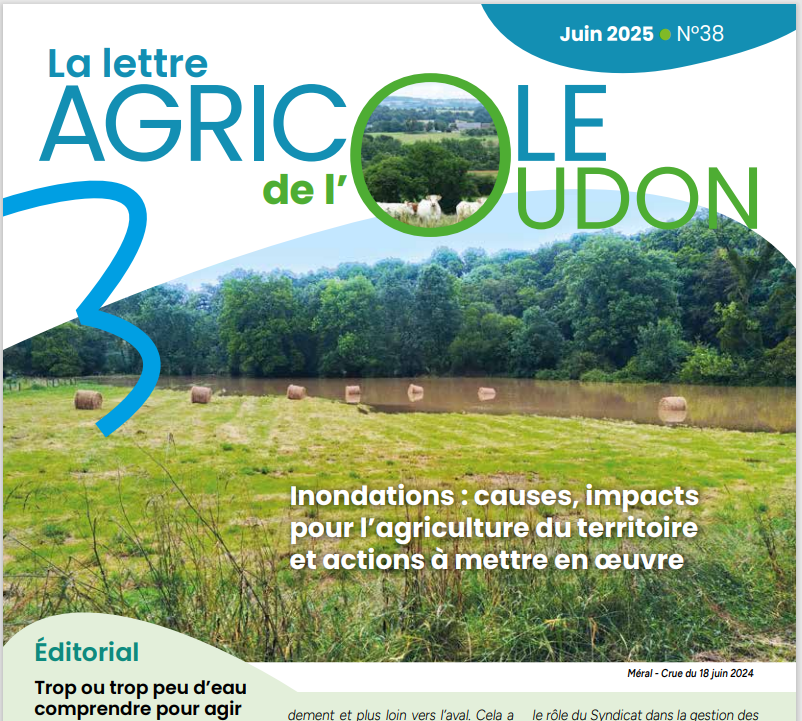 Juin 2025 ● N°38
La lettre
AGRICOLE
de l'OUDON
Inondations : causes, impacts
pour l'agriculture du territoire
et actions à mettre en œuvre
Méral - Crue du 18 juin 2024
Éditorial
Trop ou trop peu d'eau
comprendre pour agir
dement et plus loin vers l'aval. Cela a
le rôle du Syndicat dans la gestion des